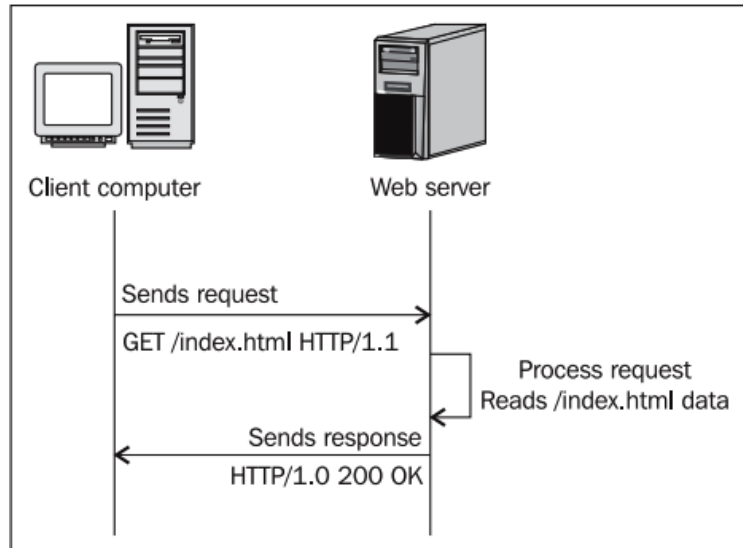 Client computer
Web server
Sends request
GET /index.html HTTP/1.1
Process request
Reads /index.html data
Sends response
HTTP/1.0 200 OK